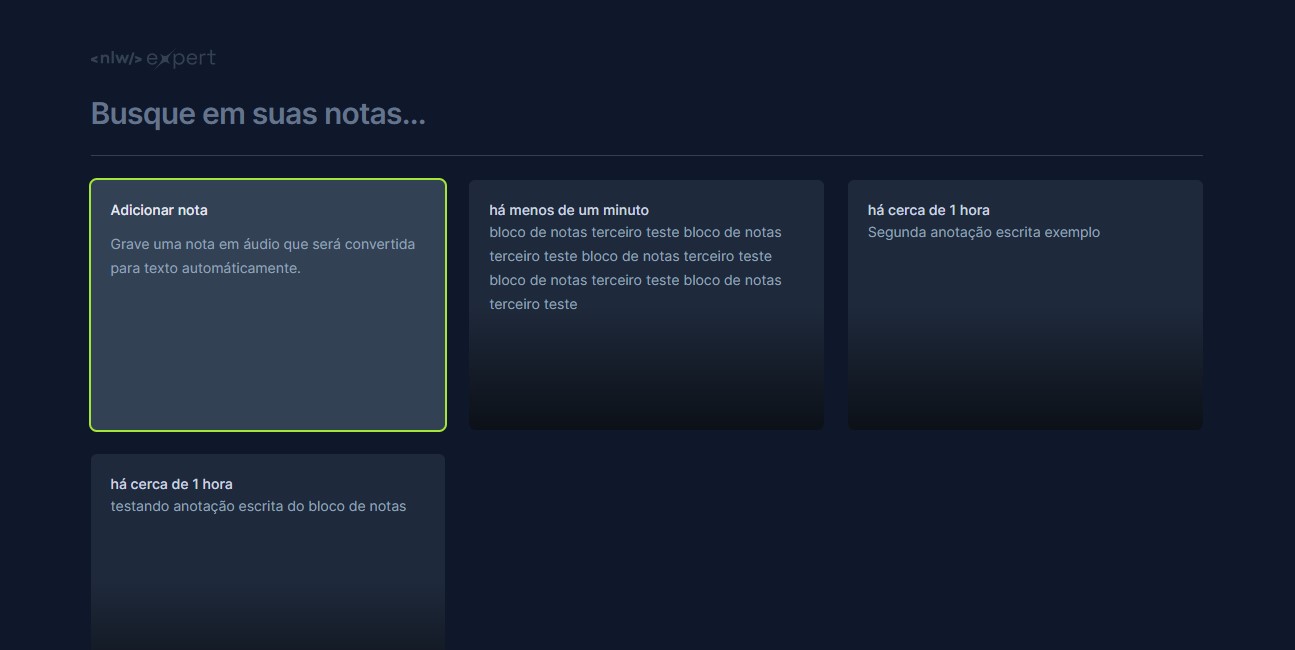 <nlw/> expert
Busque em suas notas...
Adicionar nota
Grave uma nota em áudio que será convertida
para texto automáticamente.
há menos de um minuto
bloco de notas terceiro teste bloco de notas
terceiro teste bloco de notas terceiro teste
bloco de notas terceiro teste bloco de notas
terceiro teste
há cerca de 1 hora
Segunda anotação escrita exemplo
há cerca de 1 hora
testando anotação escrita do bloco de notas